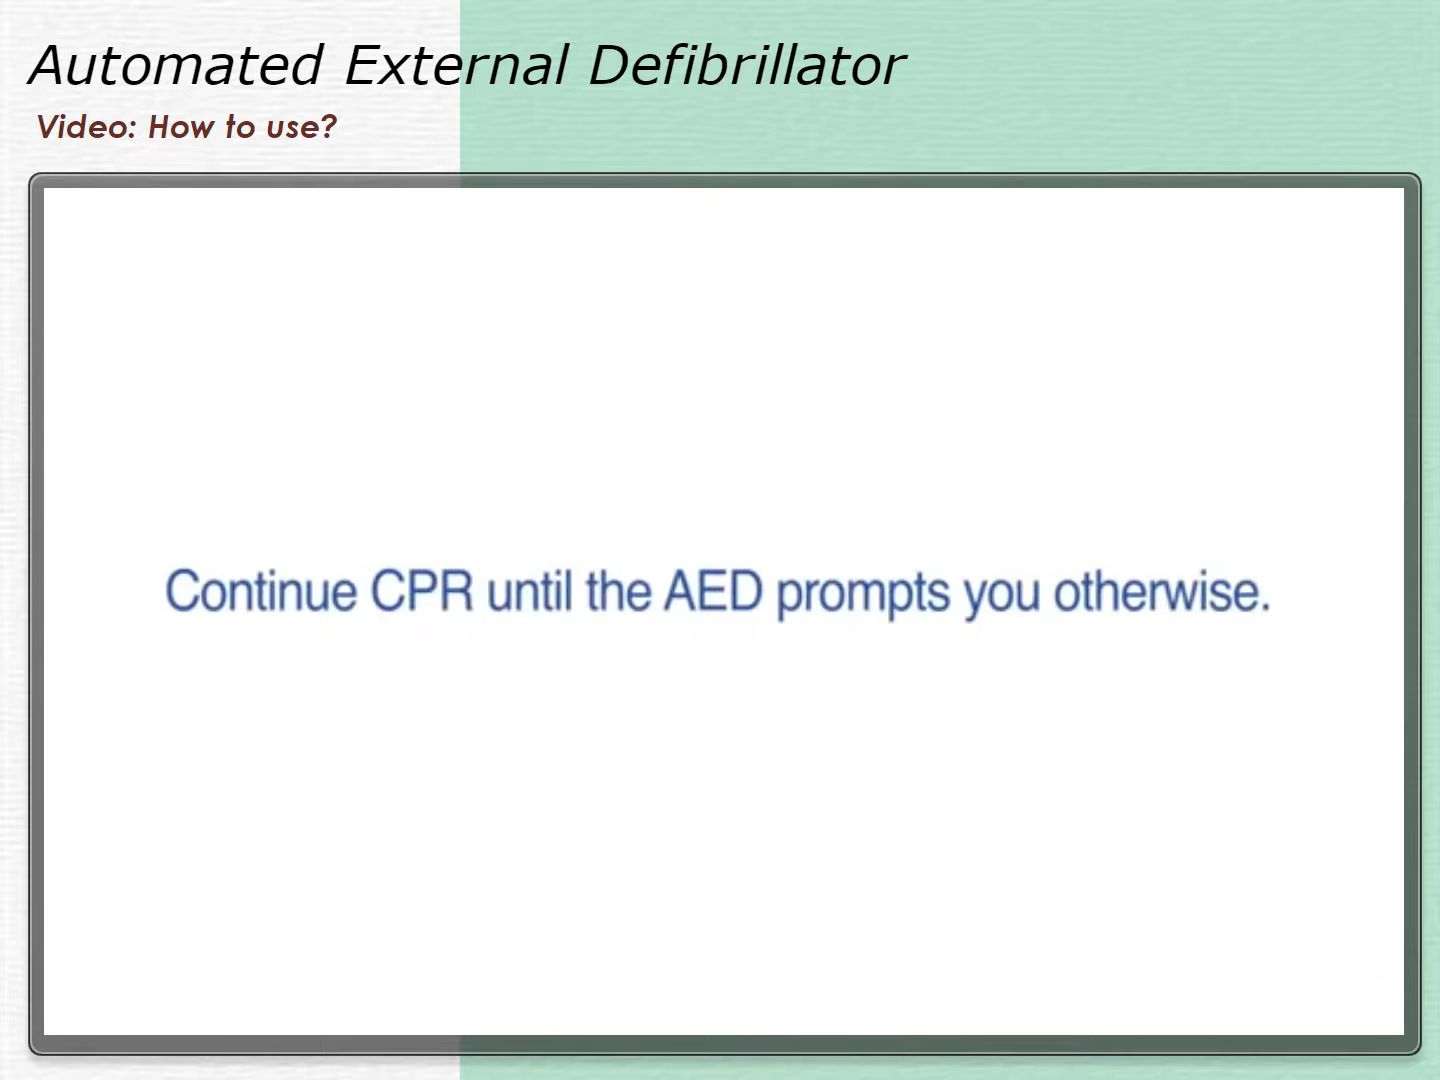 Automated External Defibrillator
Video: How to use?
Continue CPR until the AED prompts you otherwise.